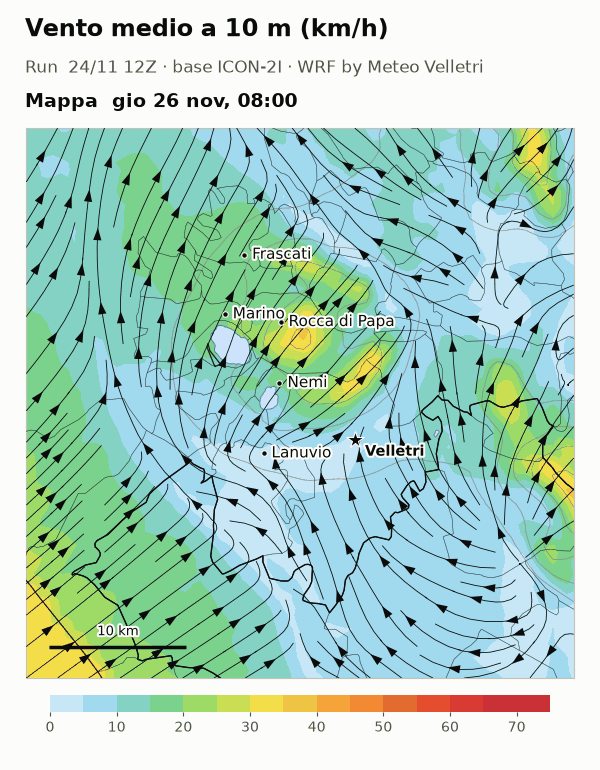 Vento medio a 10 m (km/h)
Run  24/11 12Z · base ICON-2I · WRF by Meteo Velletri
Mappa  gio 26 nov, 08:00
Frascati
Marino
Rocca di Papa
Nemi
Lanuvio
Velletri
10 km
0 10 20 30 40 50 60 70